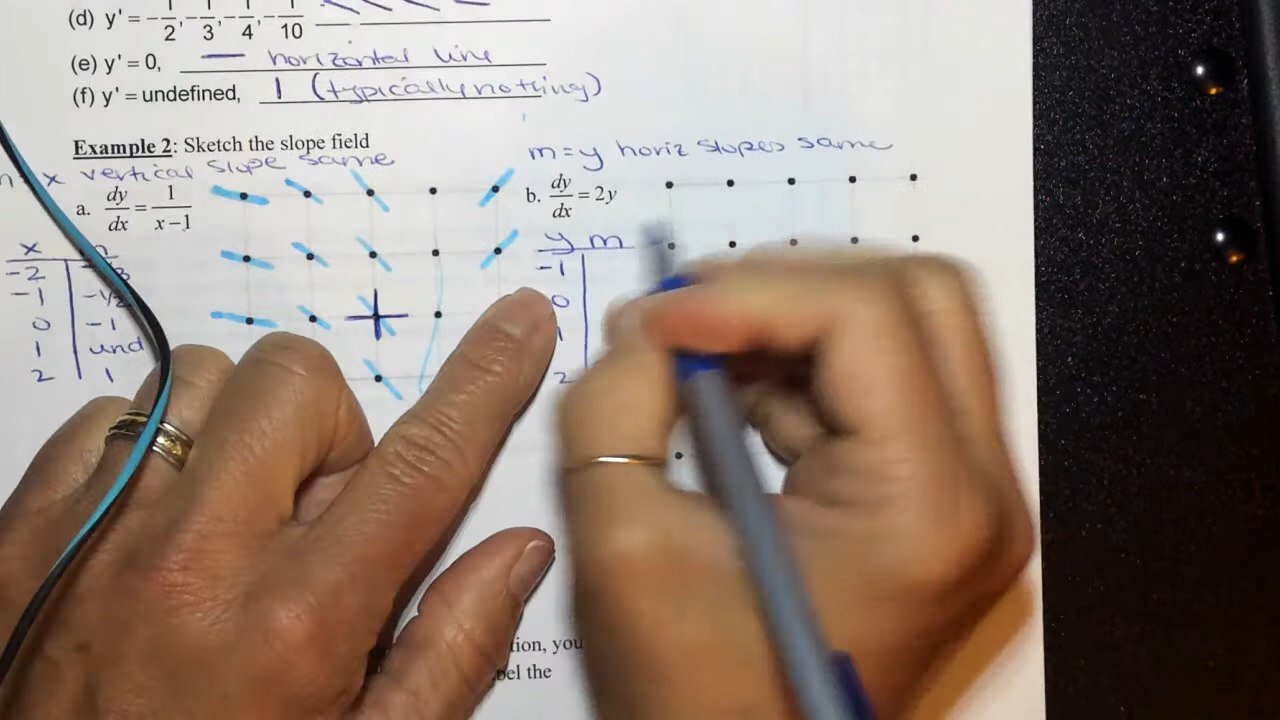 (d) y' = -1/2, -1/3, -1/4, -1/10
(e) y' = 0, — horizontal line
(f) y' = undefined, | (typically nothing)
Example 2: Sketch the slope field
x vertical slope same
m = y horiz slopes same
a. dy/dx = 1/(x-1)
x
-2
-1 | -1/2
0 | -1
1 | und
2 | 1
b. dy/dx = 2y
y m
-1
0
1
2
tion, you
bel the